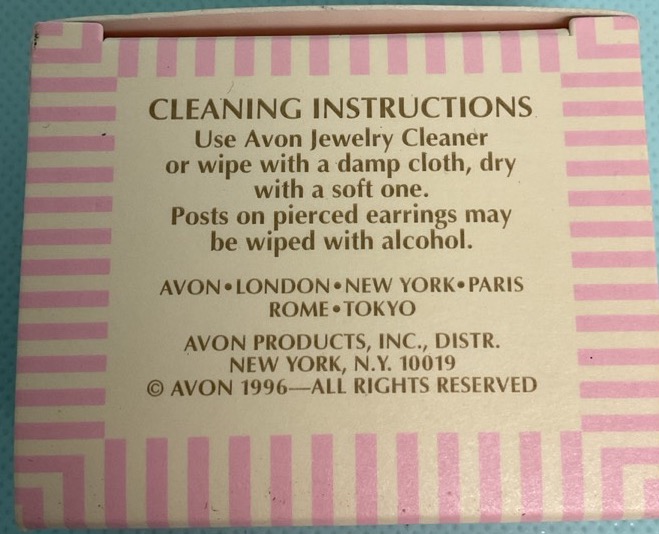 CLEANING INSTRUCTIONS
Use Avon Jewelry Cleaner
or wipe with a damp cloth, dry
with a soft one.
Posts on pierced earrings may
be wiped with alcohol.
AVON•LONDON•NEW YORK•PARIS
ROME•TOKYO
AVON PRODUCTS, INC., DISTR.
NEW YORK, N.Y. 10019
© AVON 1996—ALL RIGHTS RESERVED